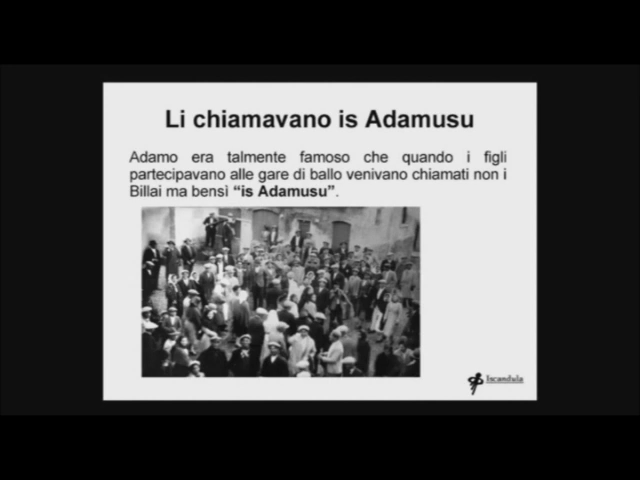 Li chiamavano is Adamusu
Adamo era talmente famoso che quando i figli
partecipavano alle gare di ballo venivano chiamati non i
Billai ma bensì “is Adamusu”.
Iscandula